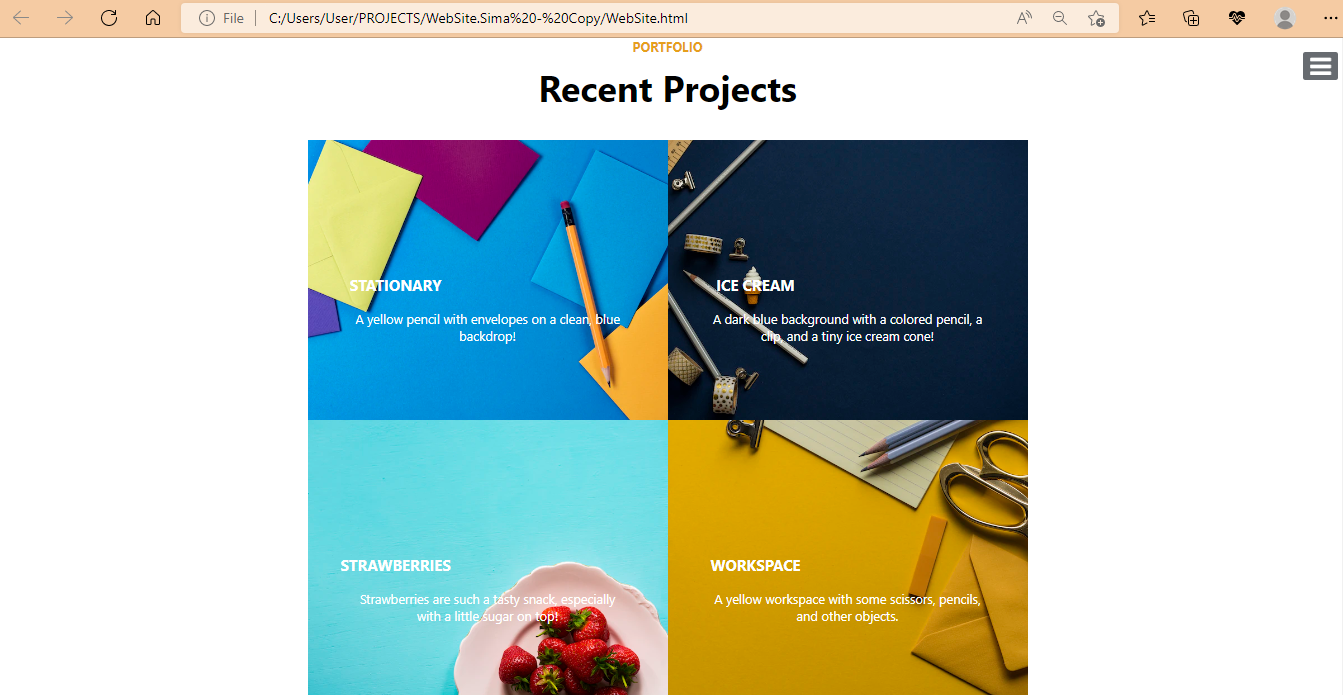 File
C:/Users/User/PROJECTS/WebSite.Sima%20-%20Copy/WebSite.html
PORTFOLIO
Recent Projects
STATIONARY
A yellow pencil with envelopes on a clean, blue
backdrop!
ICE CREAM
A dark blue background with a colored pencil, a
clip, and a tiny ice cream cone!
STRAWBERRIES
Strawberries are such a tasty snack, especially
with a little sugar on top!
WORKSPACE
A yellow workspace with some scissors, pencils,
and other objects.